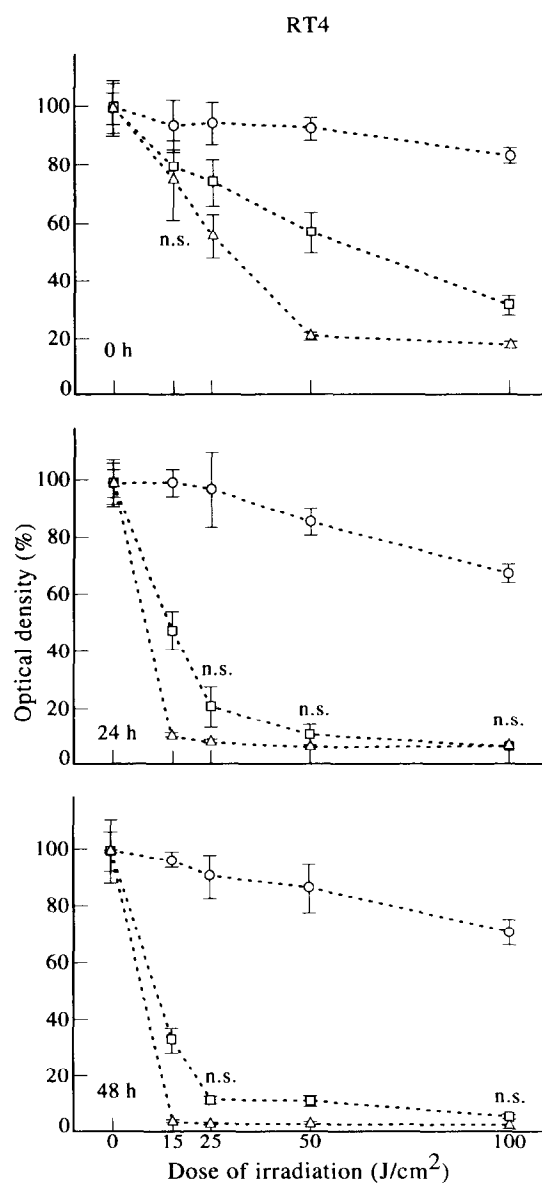 RT4
100
80
60
n.s.
40
20
0 h
0
100
80
60
Optical density (%)
40
n.s.
n.s.
n.s.
20
24 h
0
100
80
60
40
n.s.
n.s.
20
48 h
0
0 15 25 50 100
Dose of irradiation (J/cm²)